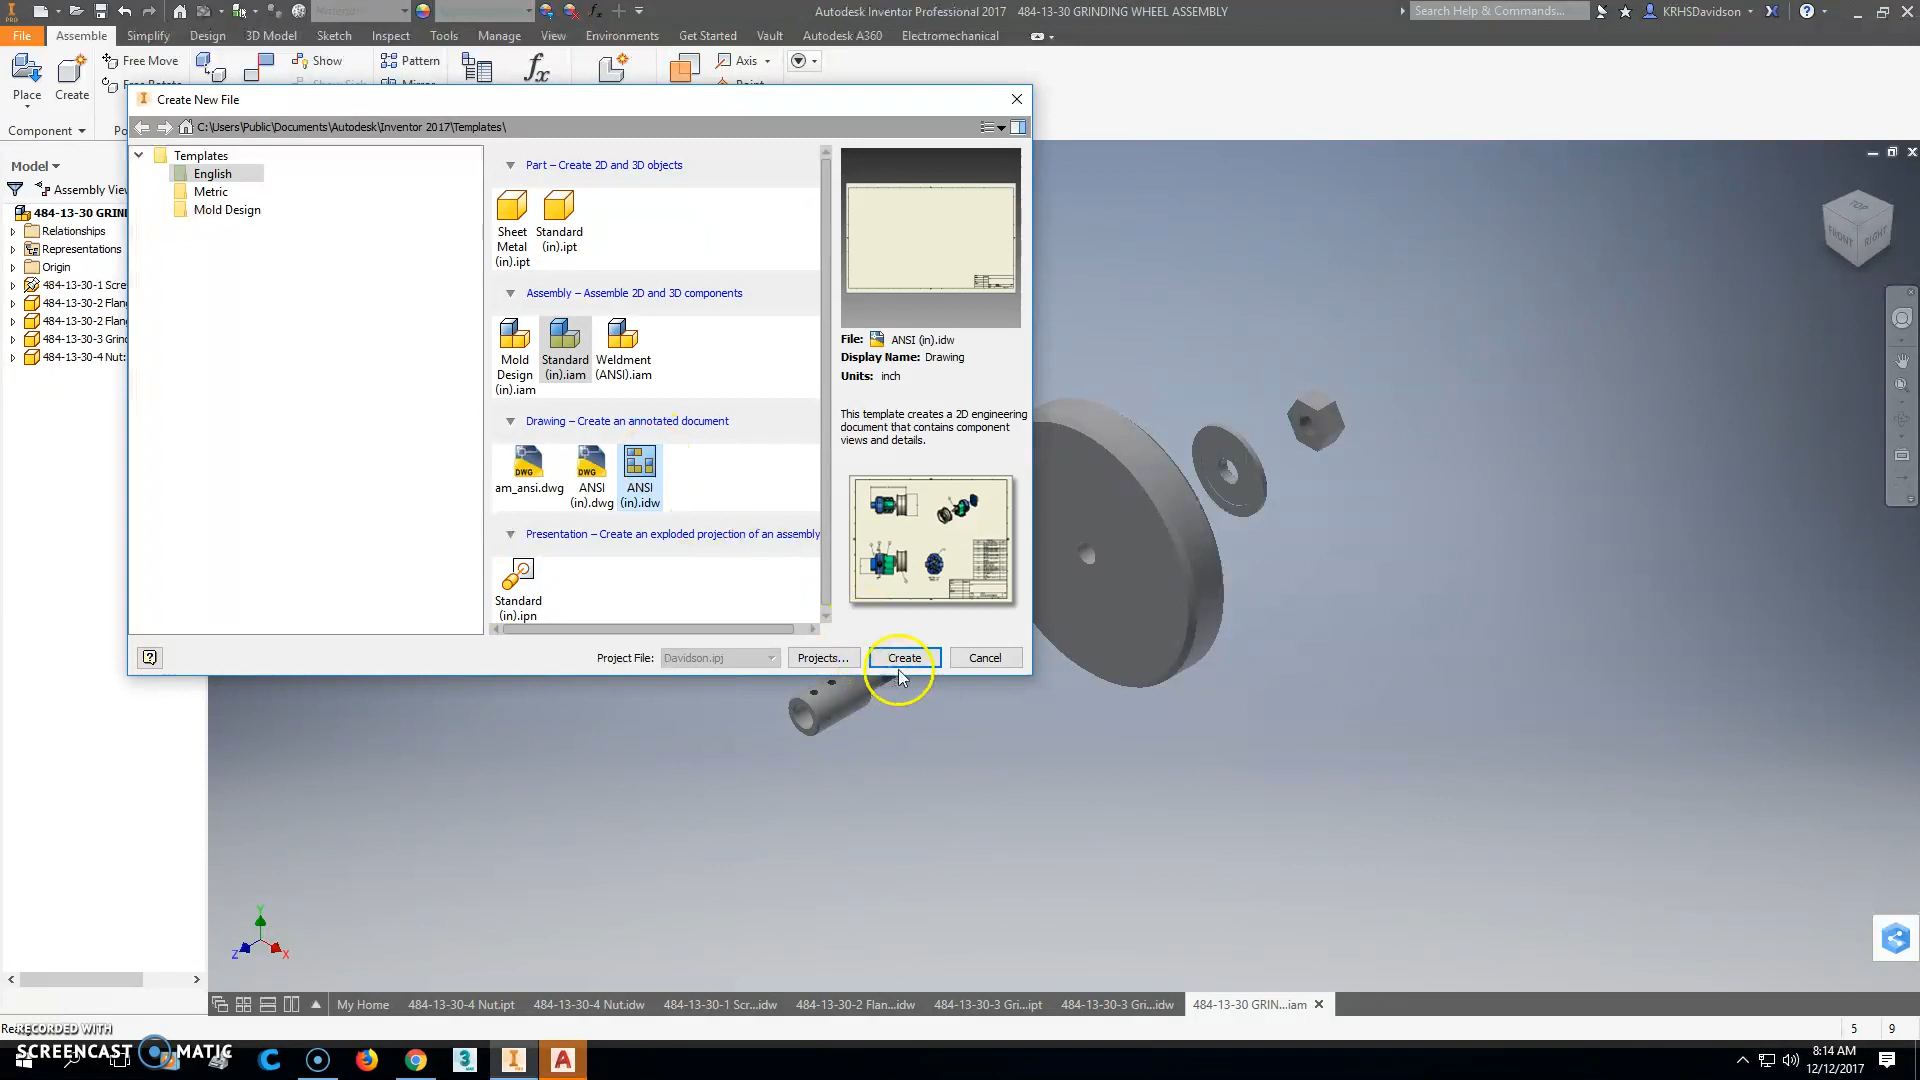 Autodesk Inventor Professional 2017 484-13-30 GRINDING WHEEL ASSEMBLY
Search Help & Commands...
KRHSDavidson
File Assemble Simplify Design 3D Model Sketch Inspect Tools Manage View Environments Get Started Vault Autodesk A360 Electromechanical
Free Move
Show
Pattern
Axis
Place
Create
Component
Create New File
C:\Users\Public\Documents\Autodesk\Inventor 2017\Templates\
Templates
English
Metric
Mold Design
Part – Create 2D and 3D objects
Sheet Metal (in).ipt
Standard (in).ipt
Assembly – Assemble 2D and 3D components
Mold Design (in).iam
Standard (in).iam
Weldment (ANSI).iam
Drawing – Create an annotated document
am_ansi.dwg
ANSI (in).dwg
ANSI (in).idw
Presentation – Create an exploded projection of an assembly
Standard (in).ipn
File: ANSI (in).idw
Display Name: Drawing
Units: inch
This template creates a 2D engineering
document that contains component
views and details.
Project File: Davidson.ipj
Projects...
Create
Cancel
Model
Assembly View
484-13-30 GRIND
Relationships
Representations
Origin
484-13-30-1 Scre
484-13-30-2 Flan
484-13-30-2 Flan
484-13-30-3 Grin
484-13-30-4 Nut:
TOP
FRONT
RIGHT
Y
Z
X
My Home
484-13-30-4 Nut.ipt
484-13-30-4 Nut.idw
484-13-30-1 Scr...idw
484-13-30-2 Flan...idw
484-13-30-3 Gri...ipt
484-13-30-3 Gri...idw
484-13-30 GRIN...iam
5 9
RECORDED WITH
SCREENCAST MATIC
8:14 AM
12/12/2017